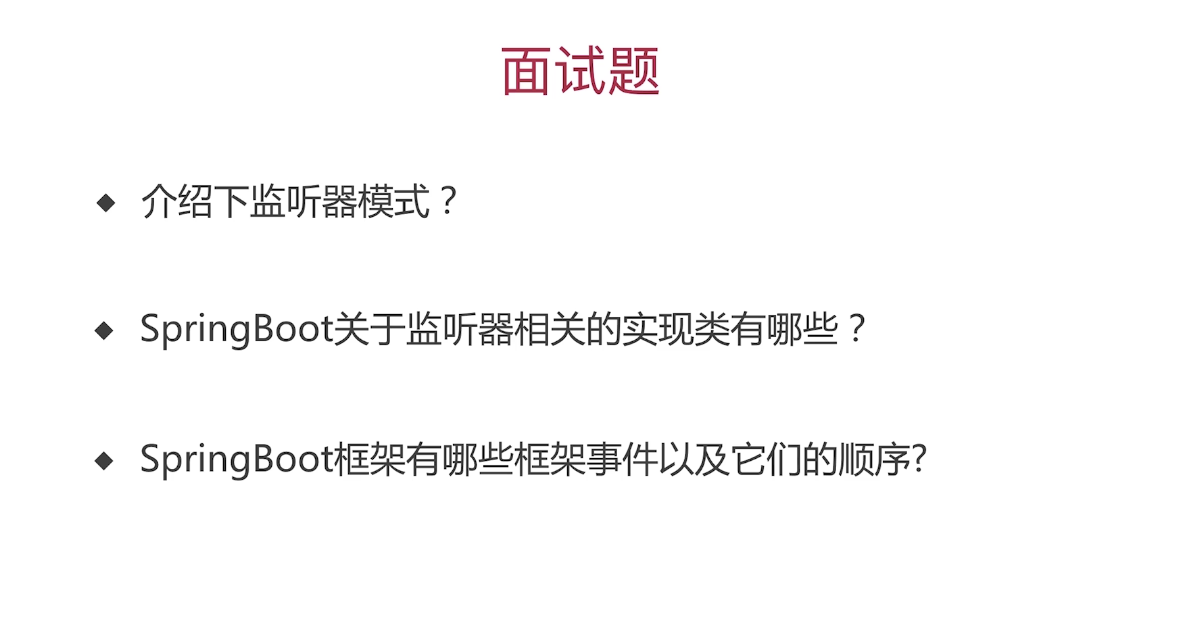 面试题
介绍下监听器模式？
SpringBoot关于监听器相关的实现类有哪些？
SpringBoot框架有哪些框架事件以及它们的顺序?